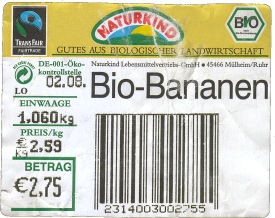 TRANSFAIR
FAIRTRADE
NATURKIND
BIO
GUTES AUS BIOLOGISCHER LANDWIRTSCHAFT
DE-001-Öko-
kontrollstelle
Naturkind Lebensmittelvertriebs-GmbH • 45466 Mülheim/Ruhr
LO
02.08.
Bio-Bananen
EINWAAGE
1.060kg
PREIS/kg
€/kg 2.59
BETRAG
€2,75
2314003002755